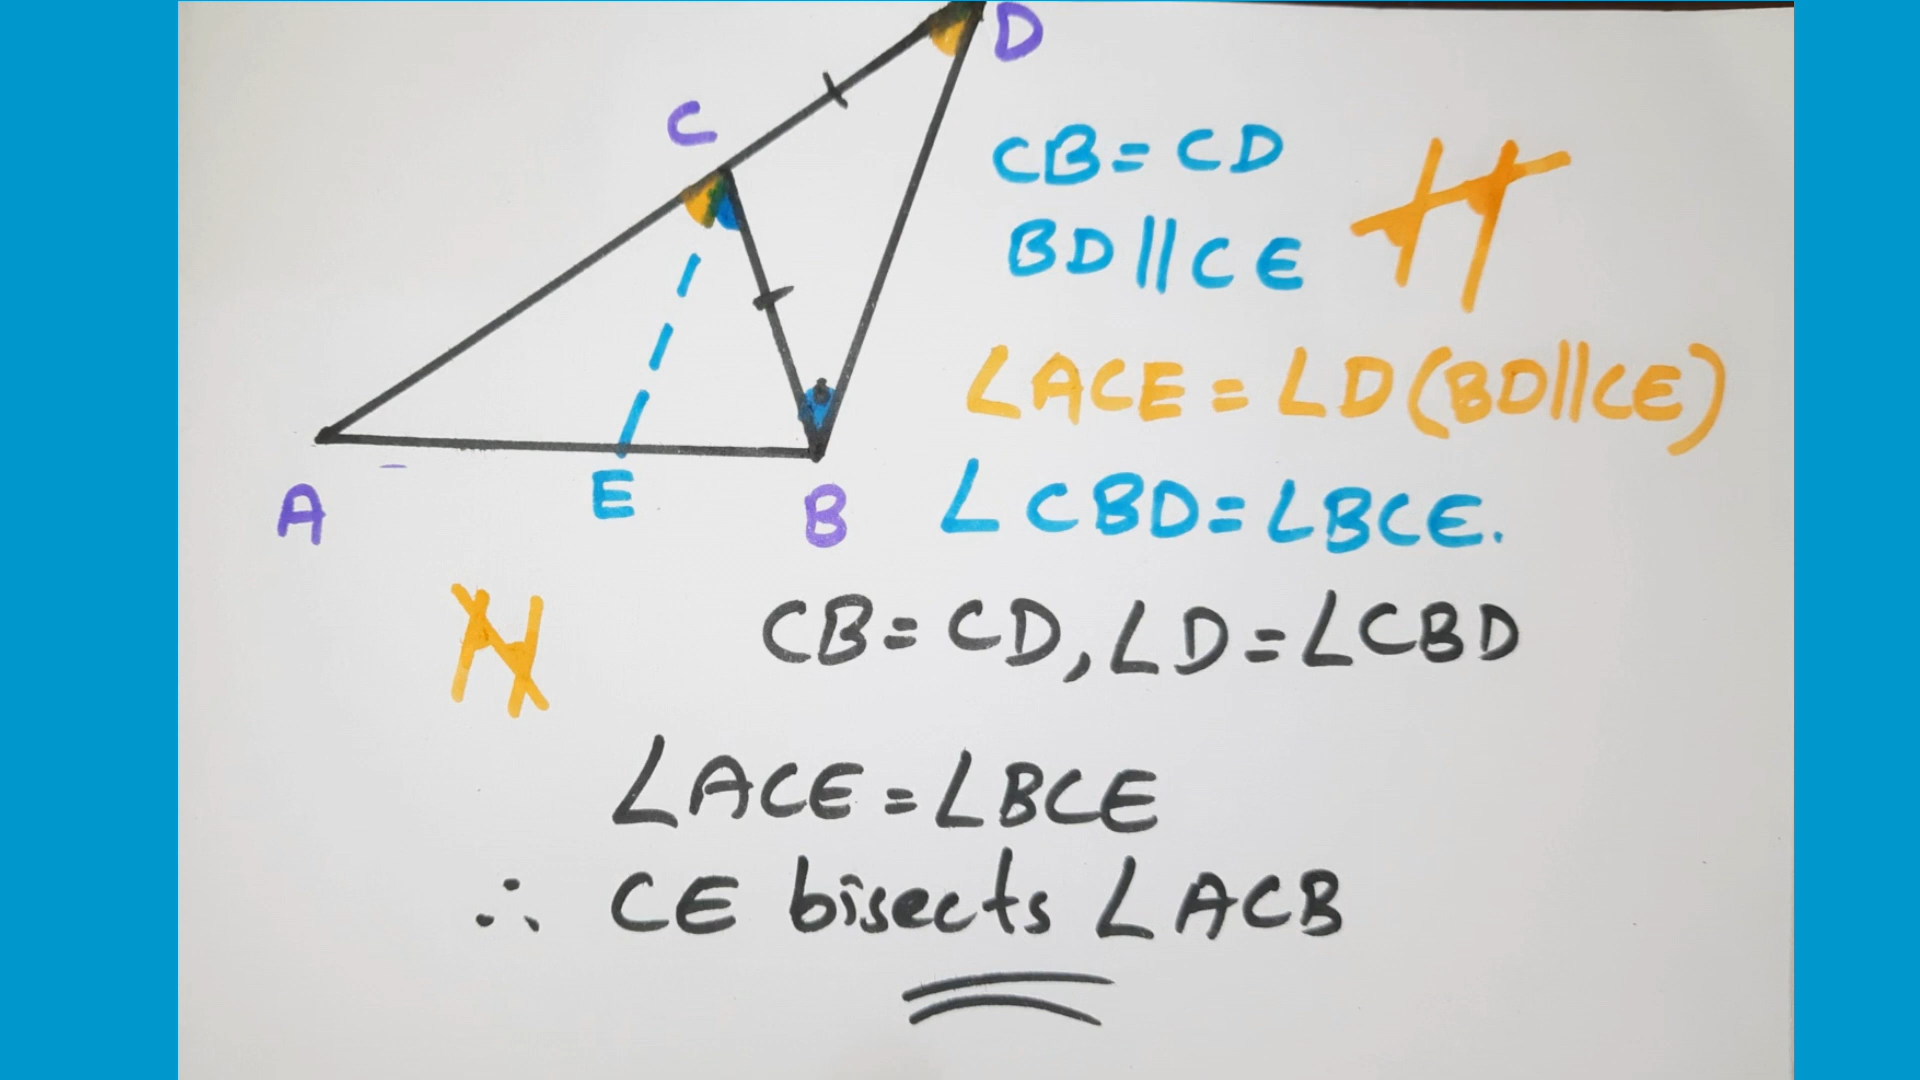 D
C
CB = CD
BD || CE
∠ACE = ∠D (BD || CE)
A
E
B
∠CBD = ∠BCE.
CB = CD, ∠D = ∠CBD
∠ACE = ∠BCE
∴ CE bisects ∠ACB